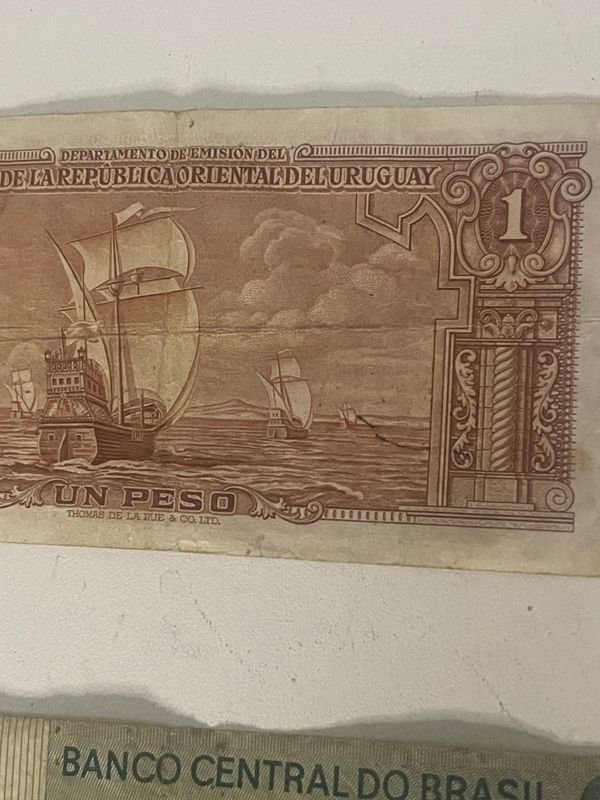 DEPARTAMENTO DE EMISIÓN DEL
DE LA REPÚBLICA ORIENTAL DEL URUGUAY
1
UN PESO
THOMAS DE LA RUE & CO. LTD.
BANCO CENTRAL DO BRASIL